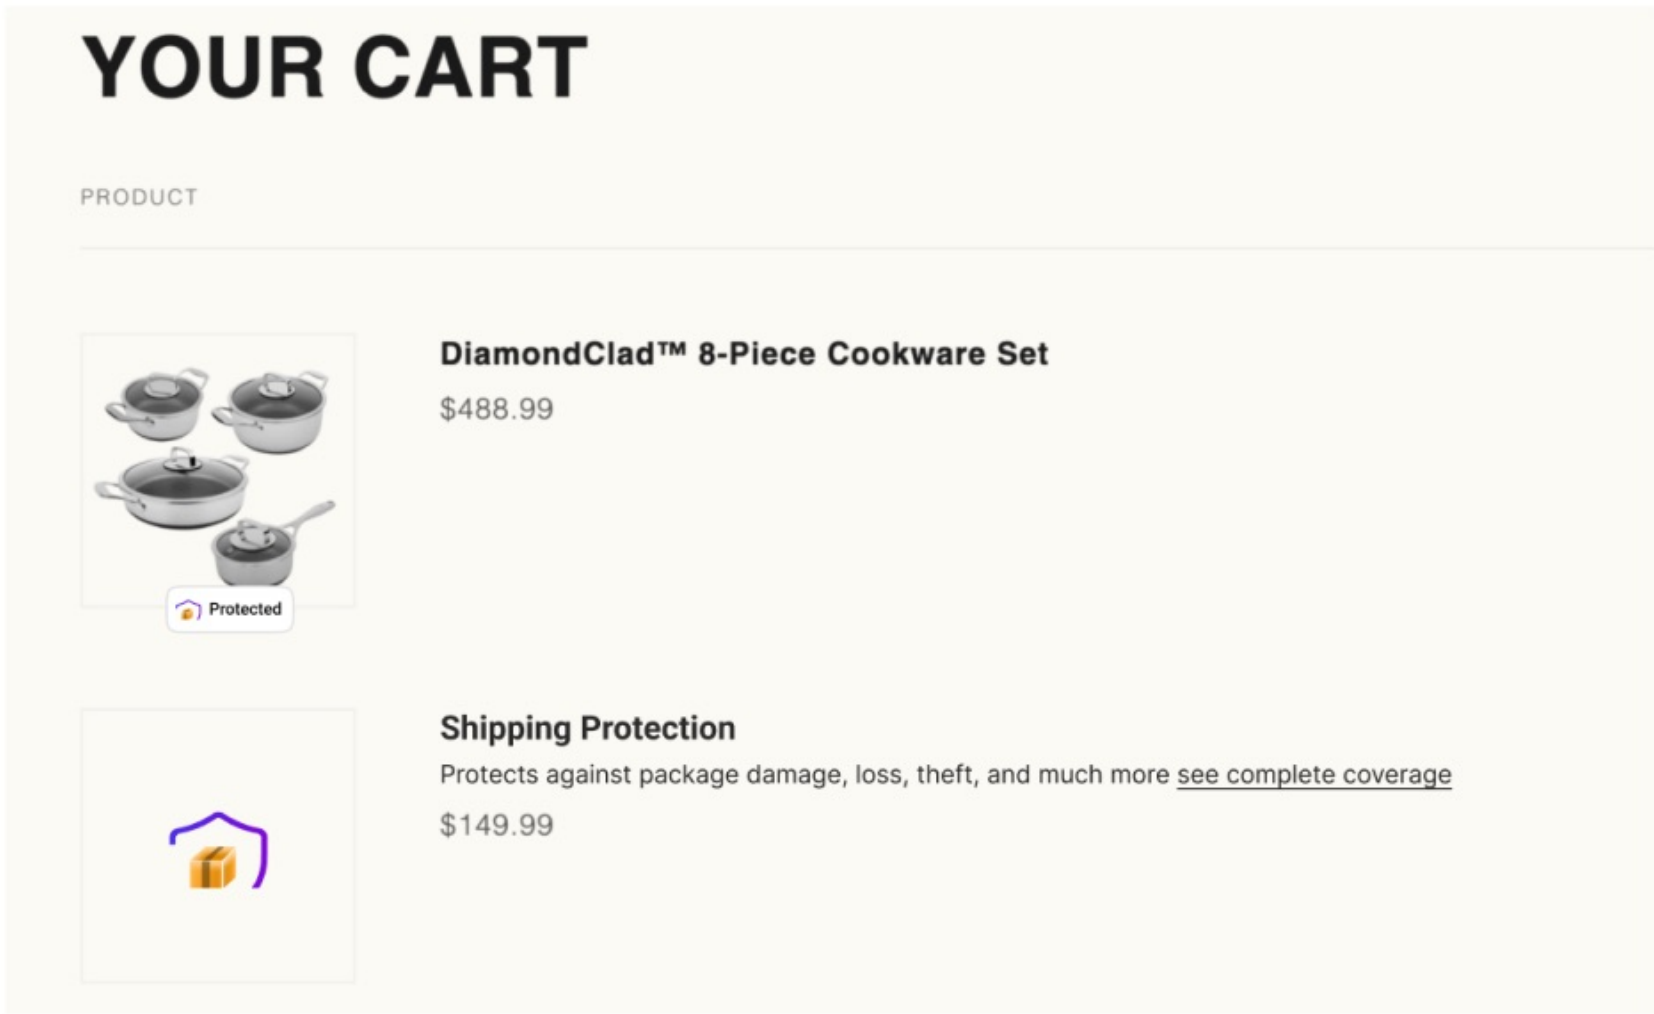 YOUR CART
PRODUCT
DiamondClad™ 8-Piece Cookware Set
$488.99
Protected
Shipping Protection
Protects against package damage, loss, theft, and much more see complete coverage
$149.99